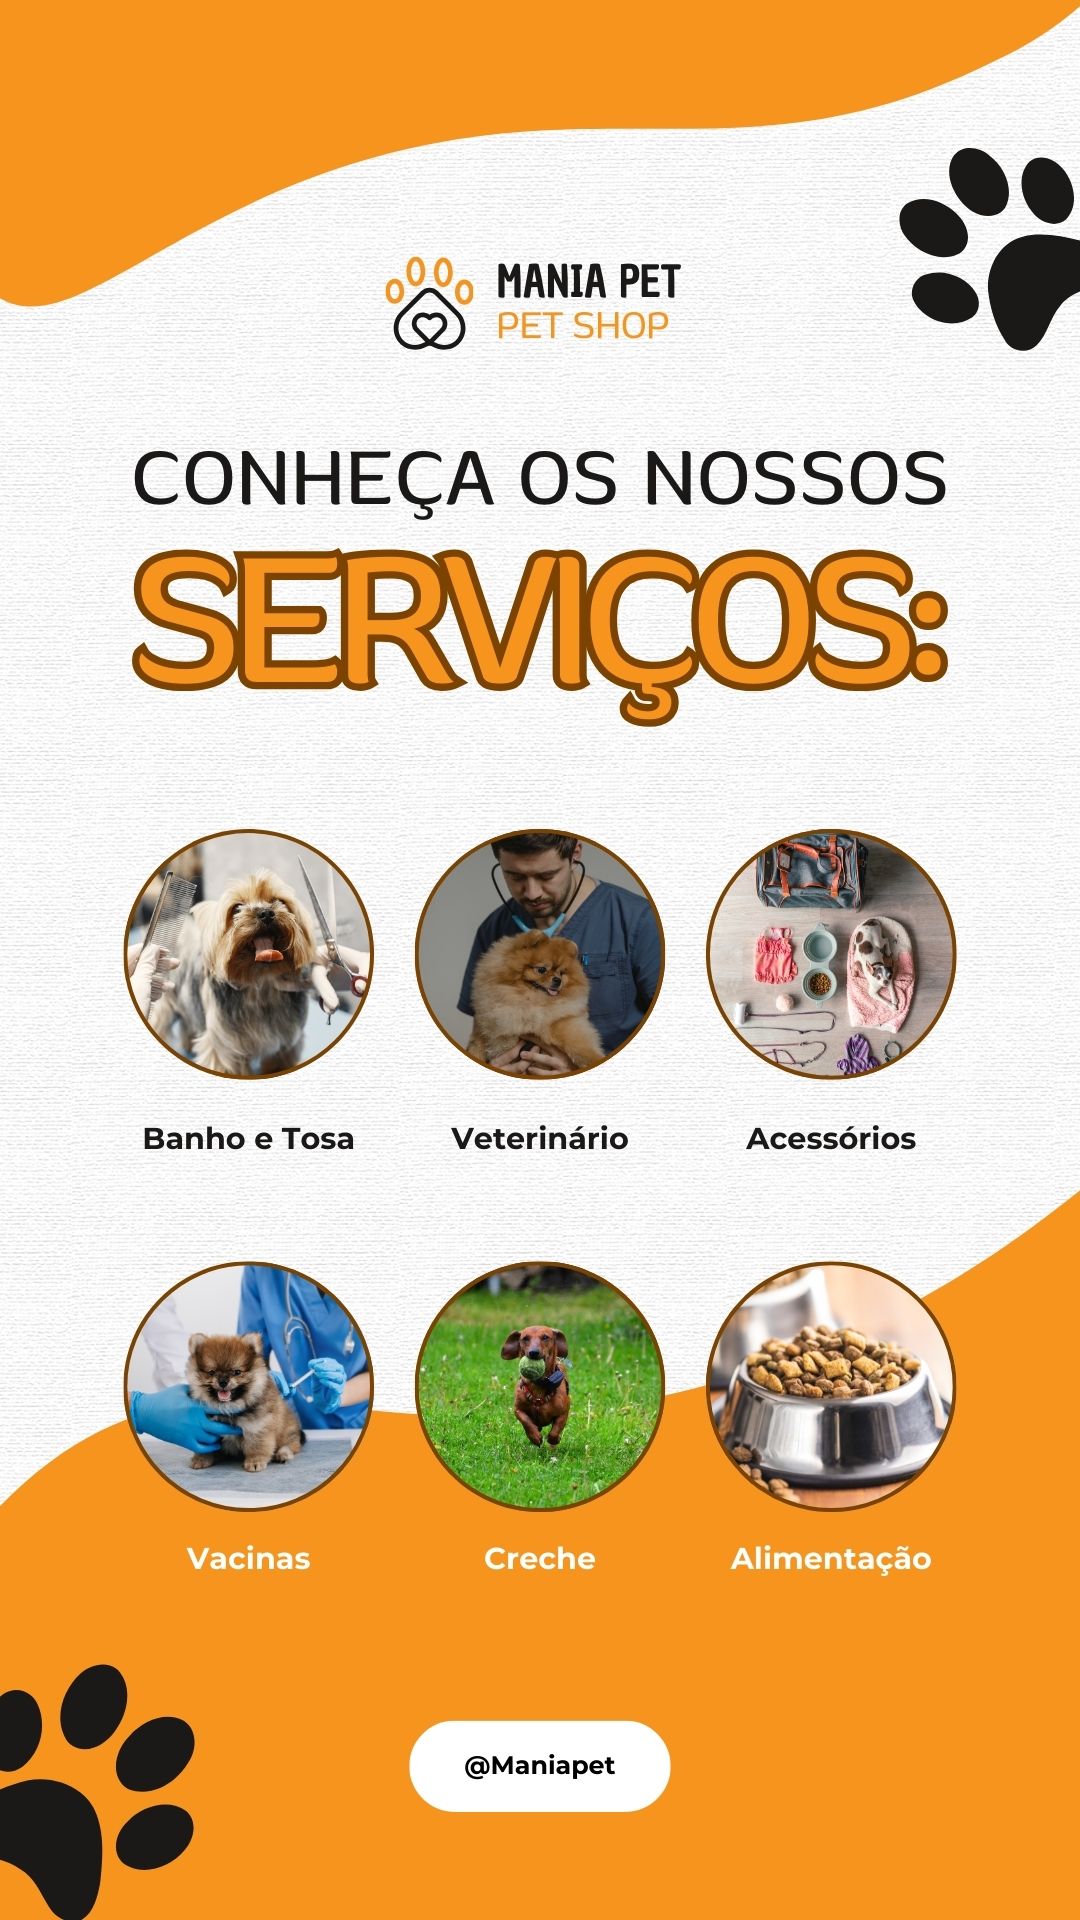 MANIA PET
PET SHOP
CONHEÇA OS NOSSOS
SERVIÇOS:
Banho e Tosa
Veterinário
Acessórios
Vacinas
Creche
Alimentação
@Maniapet